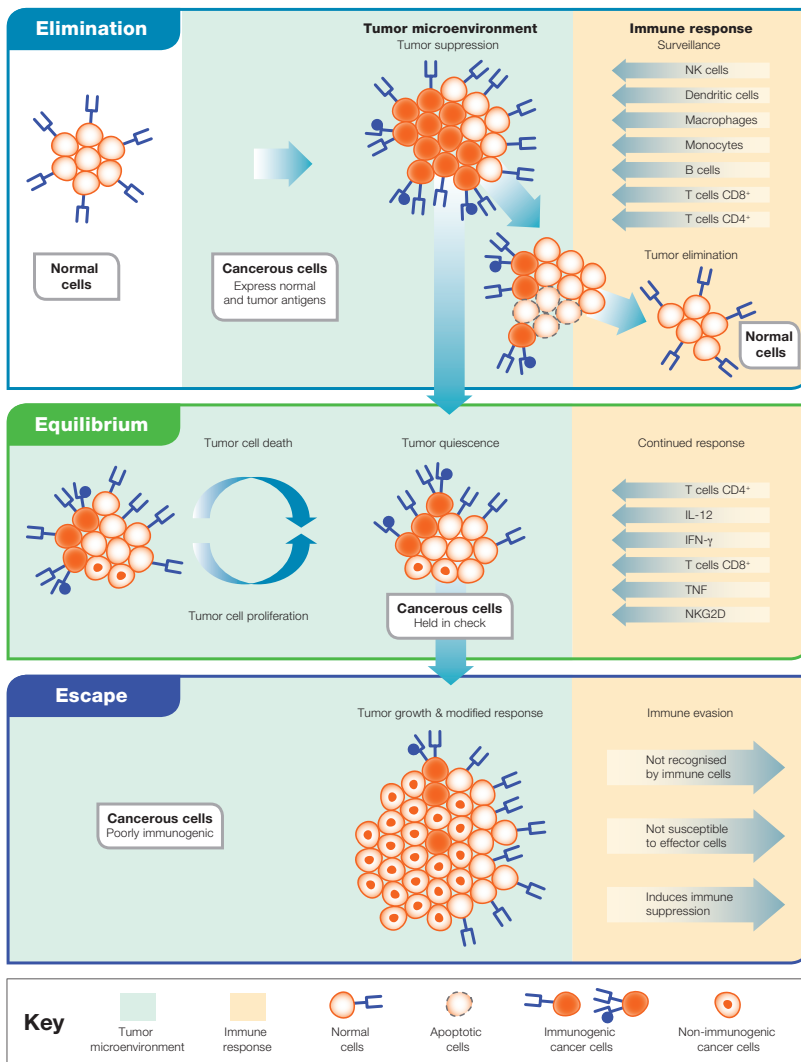 Elimination
Tumor microenvironment
Tumor suppression
Immune response
Surveillance
NK cells
Dendritic cells
Macrophages
Monocytes
B cells
T cells CD8⁺
T cells CD4⁺
Normal
cells
Cancerous cells
Express normal
and tumor antigens
Tumor elimination
Normal
cells
Equilibrium
Tumor cell death
Tumor quiescence
Continued response
T cells CD4⁺
IL-12
IFN-γ
T cells CD8⁺
TNF
NKG2D
Tumor cell proliferation
Cancerous cells
Held in check
Escape
Tumor growth & modified response
Immune evasion
Not recognised
by immune cells
Cancerous cells
Poorly immunogenic
Not susceptible
to effector cells
Induces immune
suppression
Key
Tumor
microenvironment
Immune
response
Normal
cells
Apoptotic
cells
Immunogenic
cancer cells
Non-immunogenic
cancer cells